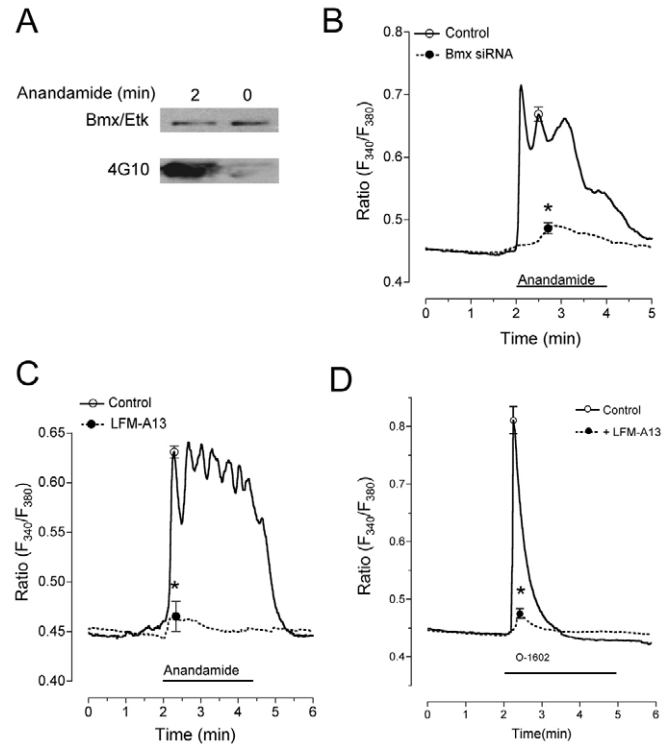 A
Anandamide (min) 2 0
Bmx/Etk
4G10
B
Control
Bmx siRNA
Ratio (F340/F380)
0.8
0.7
0.6
0.5
0.4
*
Anandamide
0 1 2 3 4 5
Time (min)
C
Control
LFM-A13
Ratio (F340/F380)
0.65
0.60
0.55
0.50
0.45
0.40
*
Anandamide
0 1 2 3 4 5 6
Time (min)
D
Control
+ LFM-A13
Ratio (F340/F380)
0.8
0.7
0.6
0.5
0.4
*
O-1602
0 1 2 3 4 5 6
Time(min)